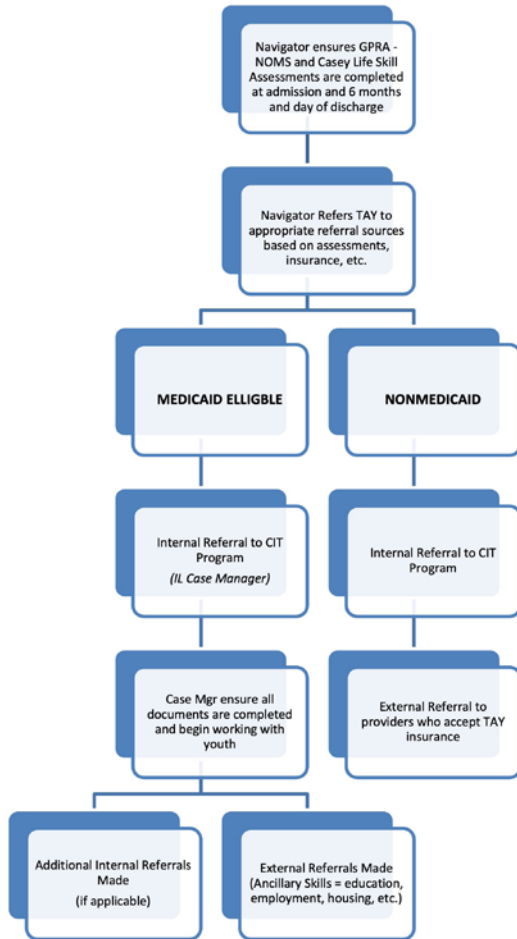 Navigator ensures GPRA -
NOMS and Casey Life Skill
Assessments are completed
at admission and 6 months
and day of discharge
Navigator Refers TAY to
appropriate referral sources
based on assessments,
insurance, etc.
MEDICAID ELLIGBLE
NONMEDICAID
Internal Referral to CIT
Program
(IL Case Manager)
Internal Referral to CIT
Program
Case Mgr ensure all
documents are completed
and begin working with
youth
External Referral to
providers who accept TAY
insurance
Additional Internal Referrals
Made
(if applicable)
External Referrals Made
(Ancillary Skills = education,
employment, housing, etc.)